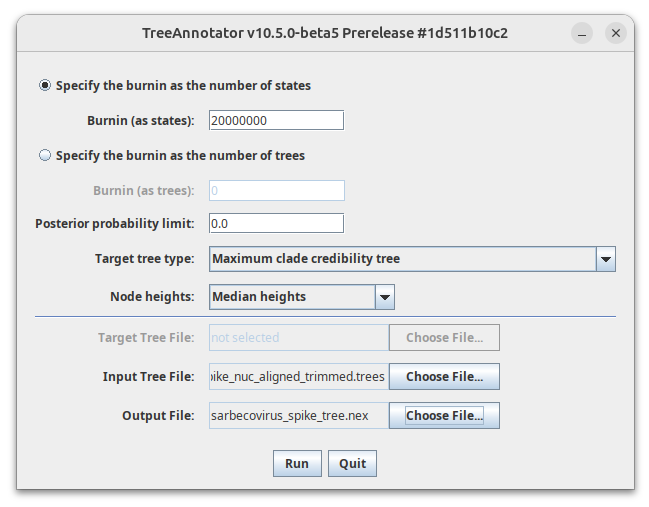 TreeAnnotator v10.5.0-beta5 Prerelease #1d511b10c2
Specify the burnin as the number of states
Burnin (as states): 20000000
Specify the burnin as the number of trees
Burnin (as trees): 0
Posterior probability limit: 0.0
Target tree type: Maximum clade credibility tree
Node heights: Median heights
Target Tree File: not selected Choose File...
Input Tree File: ike_nuc_aligned_trimmed.trees Choose File...
Output File: sarbecovirus_spike_tree.nex Choose File...
Run Quit